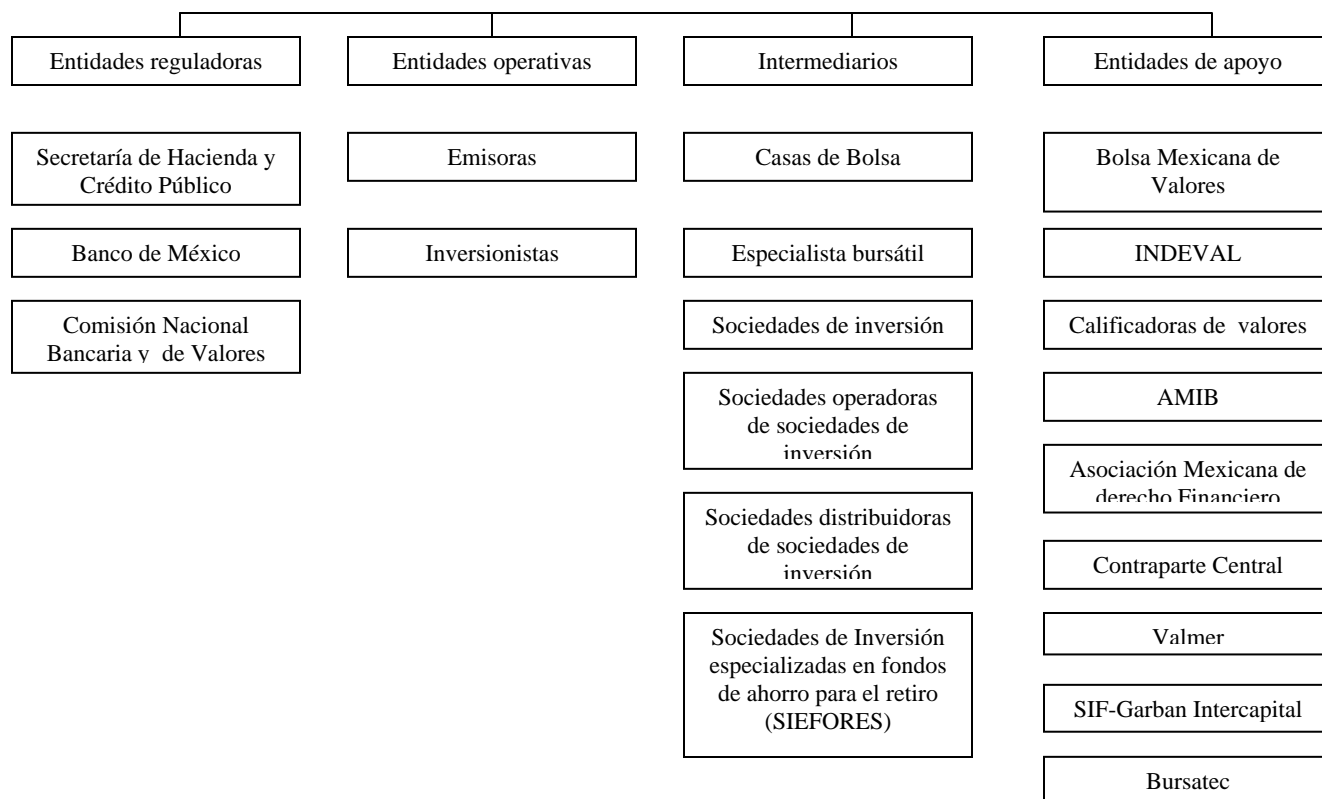 Entidades reguladoras
Entidades operativas
Intermediarios
Entidades de apoyo
Secretaría de Hacienda y
Crédito Público
Banco de México
Comisión Nacional
Bancaria y de Valores
Emisoras
Inversionistas
Casas de Bolsa
Especialista bursátil
Sociedades de inversión
Sociedades operadoras
de sociedades de
inversión
Sociedades distribuidoras
de sociedades de
inversión
Sociedades de Inversión
especializadas en fondos
de ahorro para el retiro
(SIEFORES)
Bolsa Mexicana de
Valores
INDEVAL
Calificadoras de valores
AMIB
Asociación Mexicana de
derecho Financiero
Contraparte Central
Valmer
SIF-Garban Intercapital
Bursatec